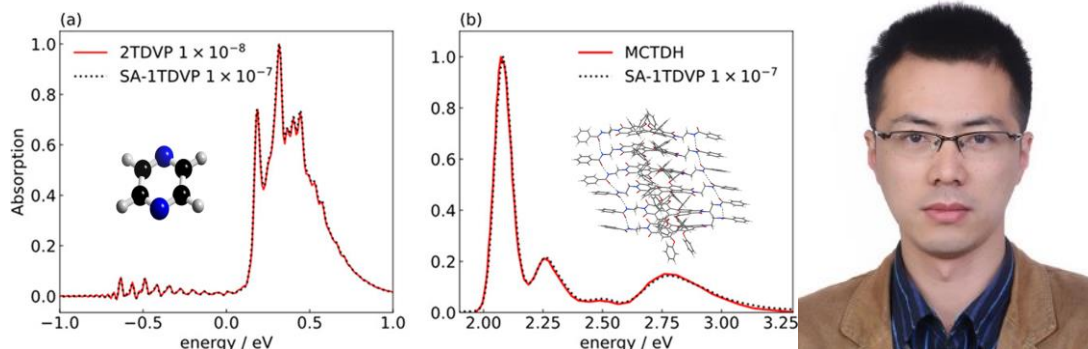 (a)
2TDVP 1 × 10⁻⁸
SA-1TDVP 1 × 10⁻⁷
Absorption
1.0
0.8
0.6
0.4
0.2
0.0
−1.0 −0.5 0.0 0.5 1.0
energy / eV
(b)
MCTDH
SA-1TDVP 1 × 10⁻⁷
1.0
0.8
0.6
0.4
0.2
0.0
2.00 2.25 2.50 2.75 3.00 3.25
energy / eV